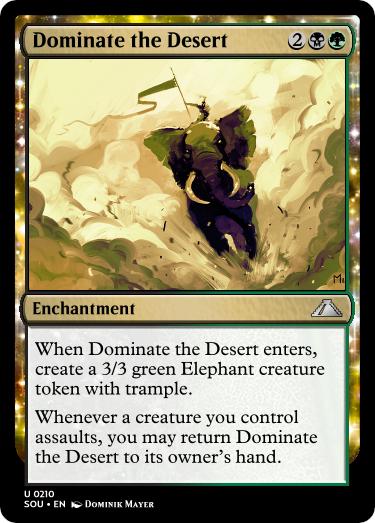 Dominate the Desert 2
Enchantment
When Dominate the Desert enters,
create a 3/3 green Elephant creature
token with trample.
Whenever a creature you control
assaults, you may return Dominate
the Desert to its owner's hand.
U 0210
SOU • EN Dominik Mayer